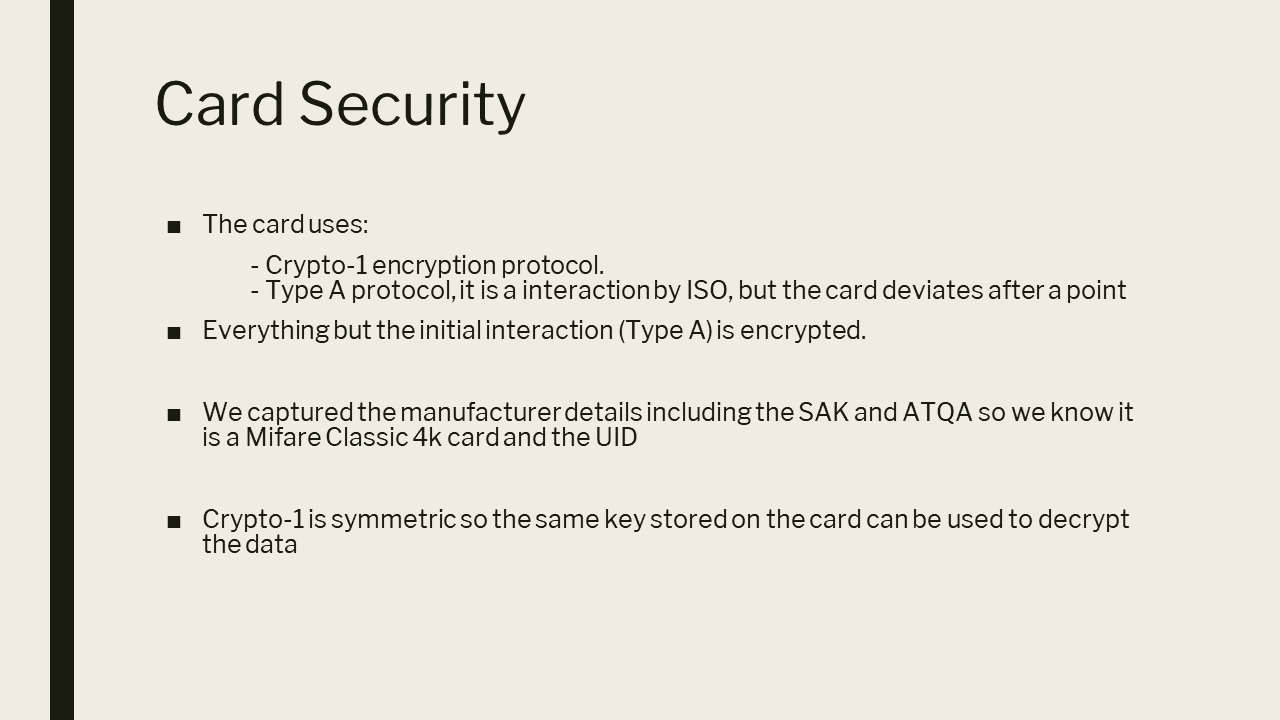 Card Security
■ The card uses:
- Crypto-1 encryption protocol.
- Type A protocol, it is a interaction by ISO, but the card deviates after a point
■ Everything but the initial interaction (Type A) is encrypted.
■ We captured the manufacturer details including the SAK and ATQA so we know it
is a Mifare Classic 4k card and the UID
■ Crypto-1 is symmetric so the same key stored on the card can be used to decrypt
the data